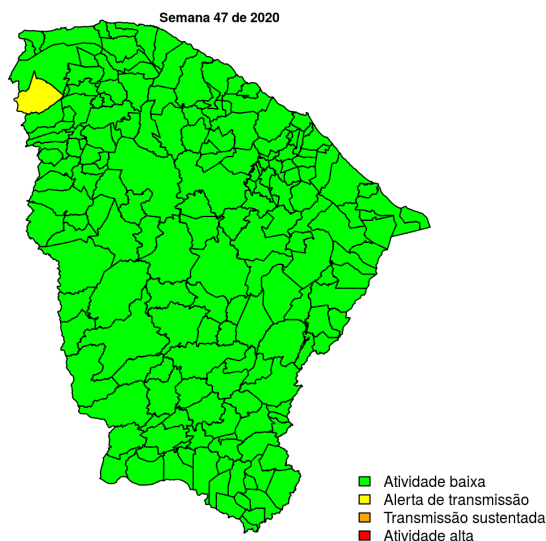 Semana 47 de 2020
Atividade baixa
Alerta de transmissão
Transmissão sustentada
Atividade alta